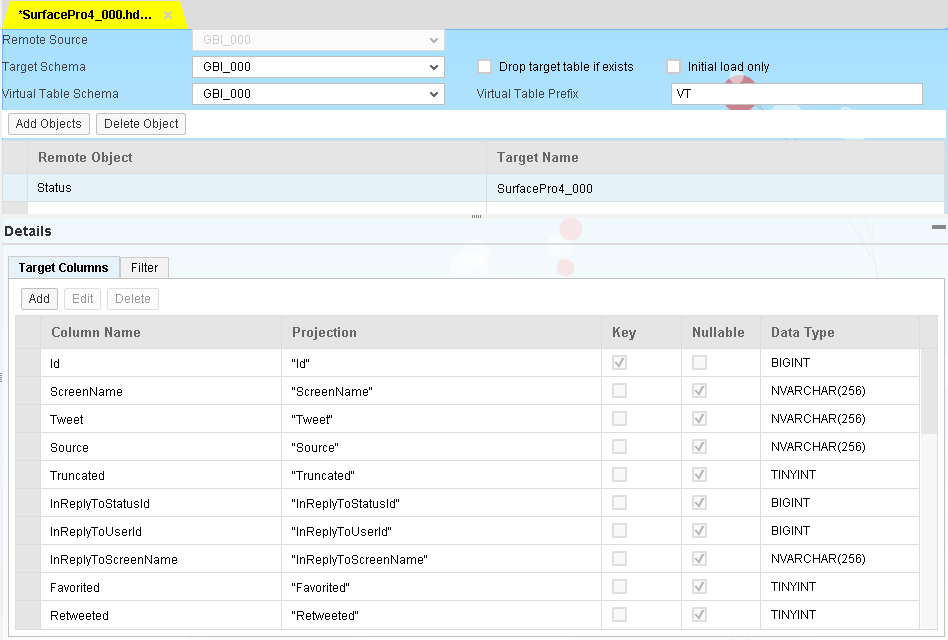 *SurfacePro4_000.hd... ×
Remote Source GBI_000
Target Schema GBI_000 Drop target table if exists Initial load only
Virtual Table Schema GBI_000 Virtual Table Prefix VT
Add Objects Delete Object
Remote Object Target Name
Status SurfacePro4_000
Details
Target Columns Filter
Add Edit Delete
Column Name Projection Key Nullable Data Type
Id "Id" BIGINT
ScreenName "ScreenName" NVARCHAR(256)
Tweet "Tweet" NVARCHAR(256)
Source "Source" NVARCHAR(256)
Truncated "Truncated" TINYINT
InReplyToStatusId "InReplyToStatusId" BIGINT
InReplyToUserId "InReplyToUserId" BIGINT
InReplyToScreenName "InReplyToScreenName" NVARCHAR(256)
Favorited "Favorited" TINYINT
Retweeted "Retweeted" TINYINT